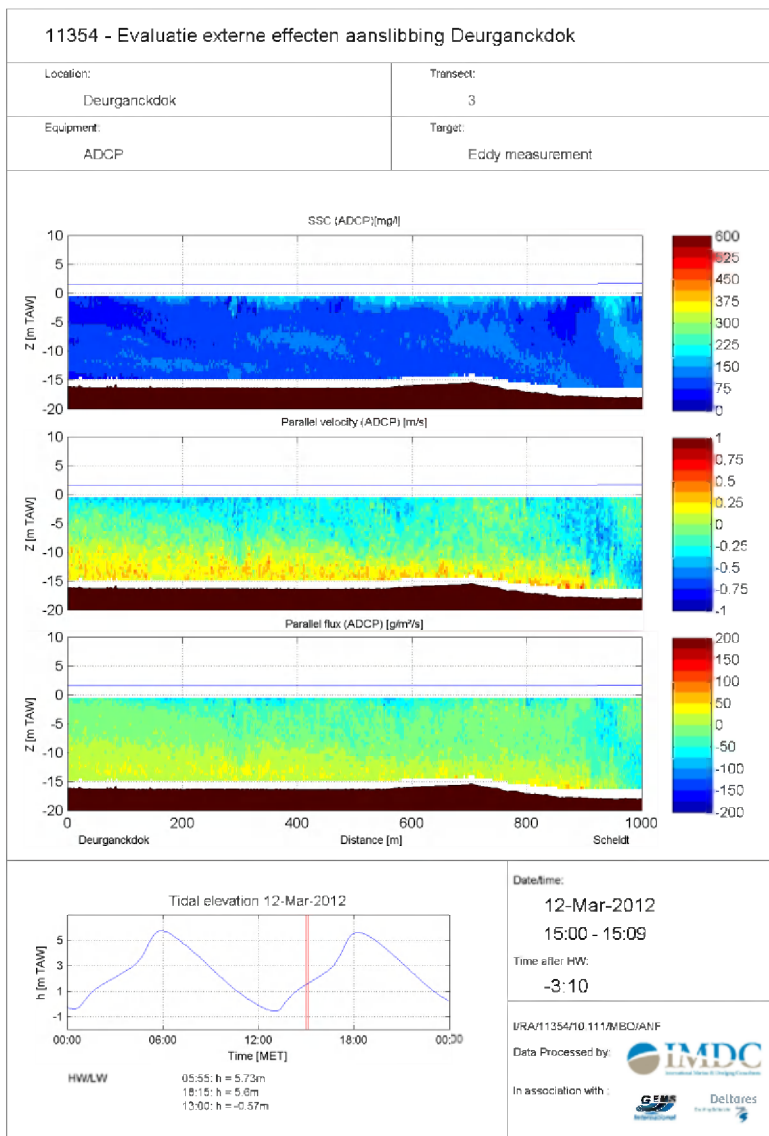 11354 - Evaluatie externe effecten aanslibbing Deurganckdok
Location:
Deurganckdok
Transect:
3
Equipment:
ADCP
Target:
Eddy measurement
SSC (ADCP)[mg/l]
10
5
0
-5
-10
-15
-20
Z [m TAW]
600
525
450
375
300
225
150
75
0
Parallel velocity (ADCP) [m/s]
10
5
0
-5
-10
-15
-20
Z [m TAW]
1
0.75
0.5
0.25
0
-0.25
-0.5
-0.75
-1
Parallel flux (ADCP) [g/m²/s]
10
5
0
-5
-10
-15
-20
Z [m TAW]
200
150
100
50
0
-50
-100
-150
-200
0 200 400 600 800 1000
Deurganckdok Distance [m] Scheldt
Tidal elevation 12-Mar-2012
h [m TAW]
5
3
1
-1
00:00 06:00 12:00 18:00 00:00
Time [MET]
HW/LW
05:55: h = 5.73m
18:15: h = 5.6m
13:00: h = -0.57m
Date/time:
12-Mar-2012
15:00 - 15:09
Time after HW:
-3:10
I/RA/11354/10.111/MBO/ANF
Data Processed by:
IMDC
International Marine & Dredging Consultants
In association with :
GEMS
International
Deltares